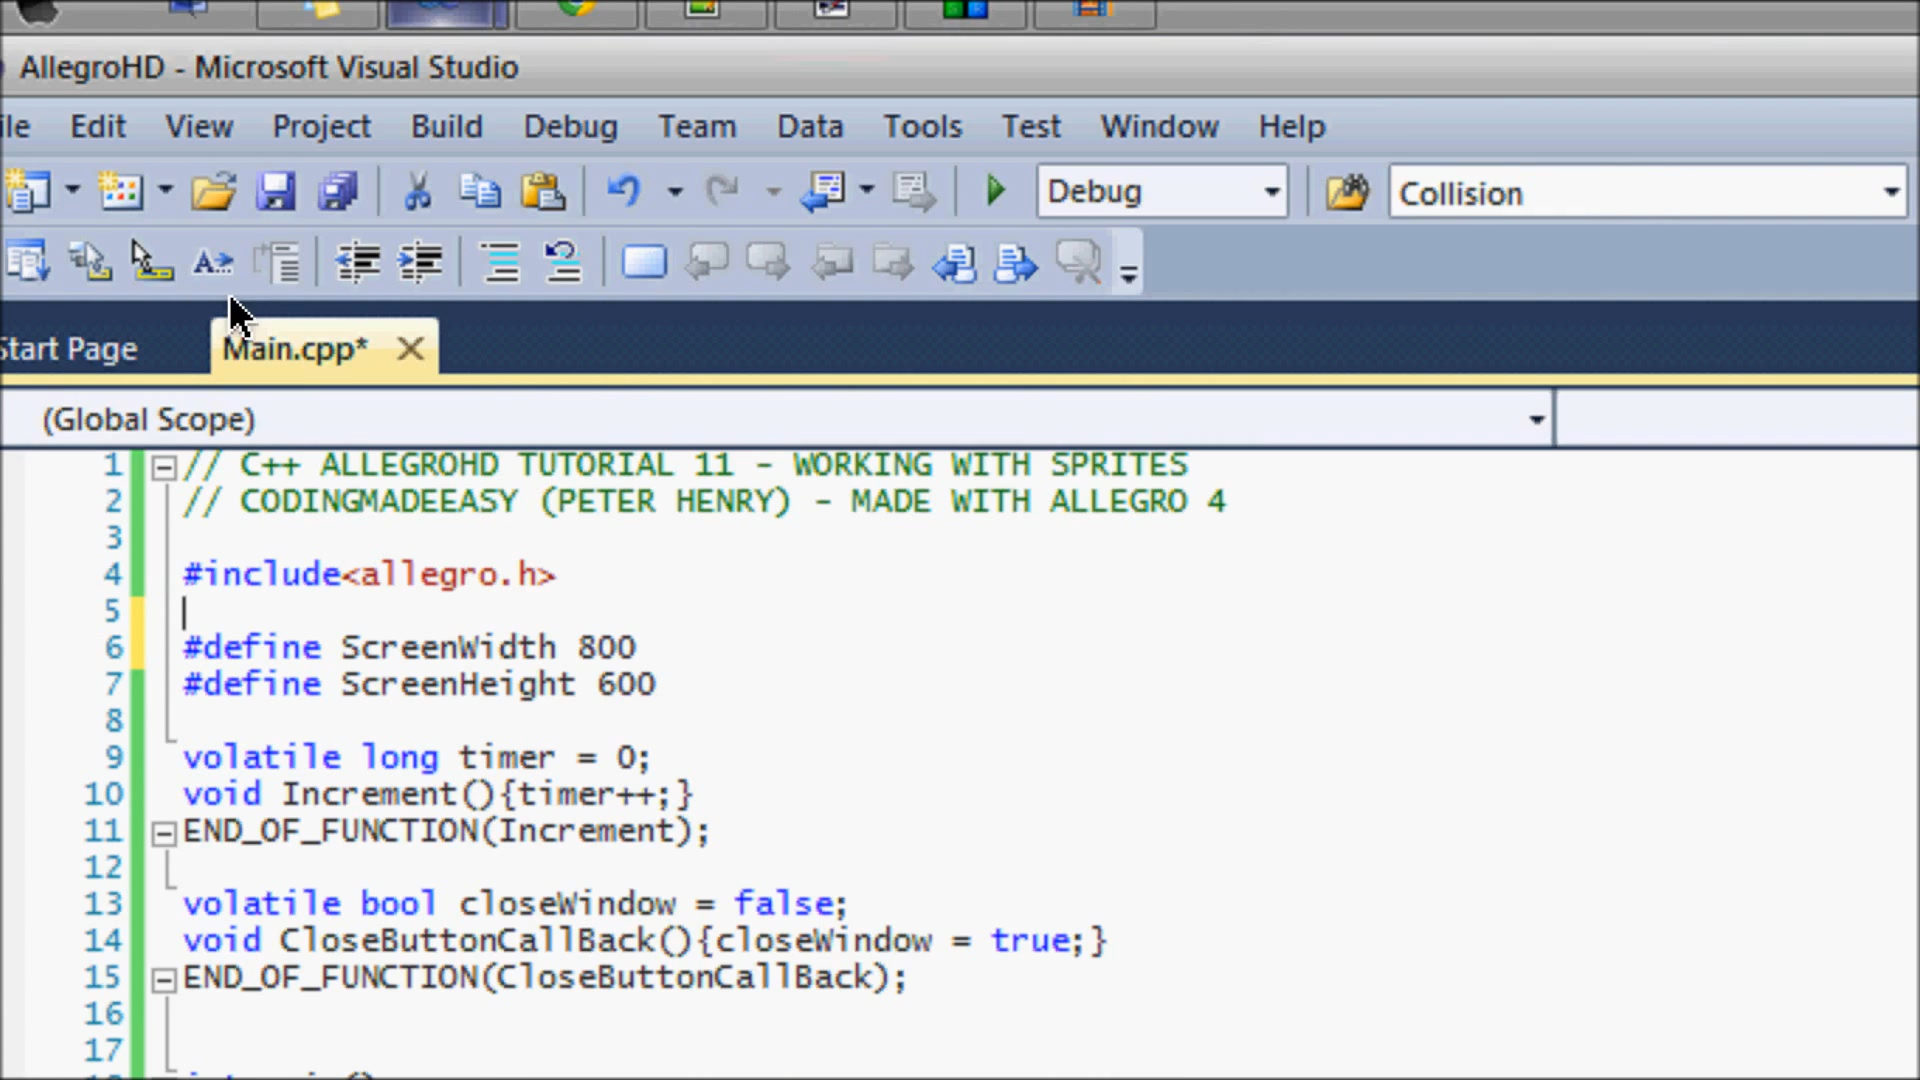 AllegroHD - Microsoft Visual Studio
ile Edit View Project Build Debug Team Data Tools Test Window Help
Debug Collision
Start Page Main.cpp*
(Global Scope)
1 // C++ ALLEGROHD TUTORIAL 11 - WORKING WITH SPRITES
2 // CODINGMADEEASY (PETER HENRY) - MADE WITH ALLEGRO 4
3
4 #include<allegro.h>
5
6 #define ScreenWidth 800
7 #define ScreenHeight 600
8
9 volatile long timer = 0;
10 void Increment(){timer++;}
11 END_OF_FUNCTION(Increment);
12
13 volatile bool closeWindow = false;
14 void CloseButtonCallBack(){closeWindow = true;}
15 END_OF_FUNCTION(CloseButtonCallBack);
16
17